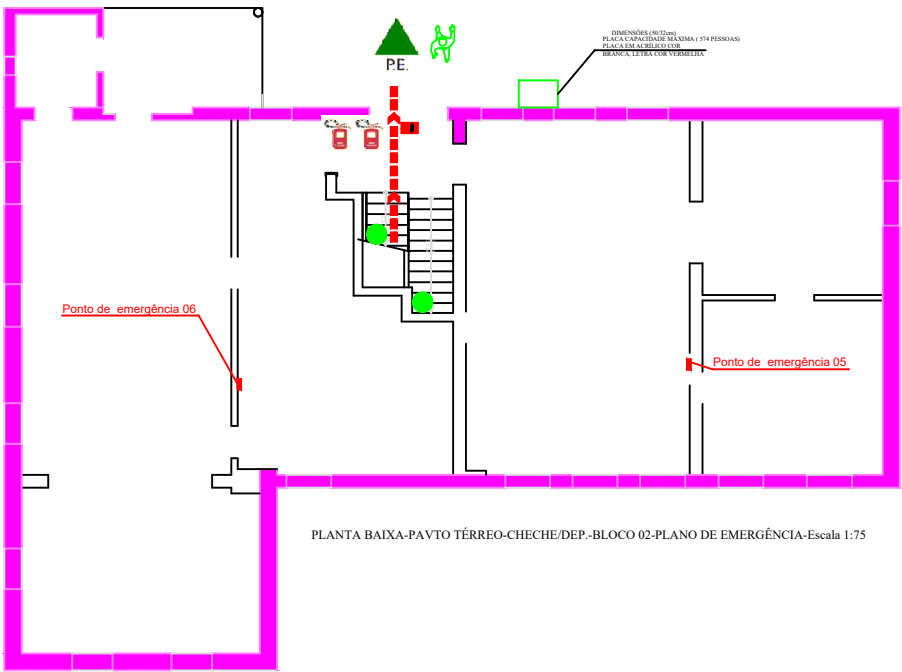 DIMENSÕES (50/32cm)
PLACA CAPACIDADE MÁXIMA ( 574 PESSOAS)
PLACA EM ACRÍLICO COR
BRANCA, LETRA COR VERMELHA
P.E.
Ponto de emergência 06
Ponto de emergência 05
PLANTA BAIXA-PAVTO TÉRREO-CHECHE/DEP.-BLOCO 02-PLANO DE EMERGÊNCIA-Escala 1:75